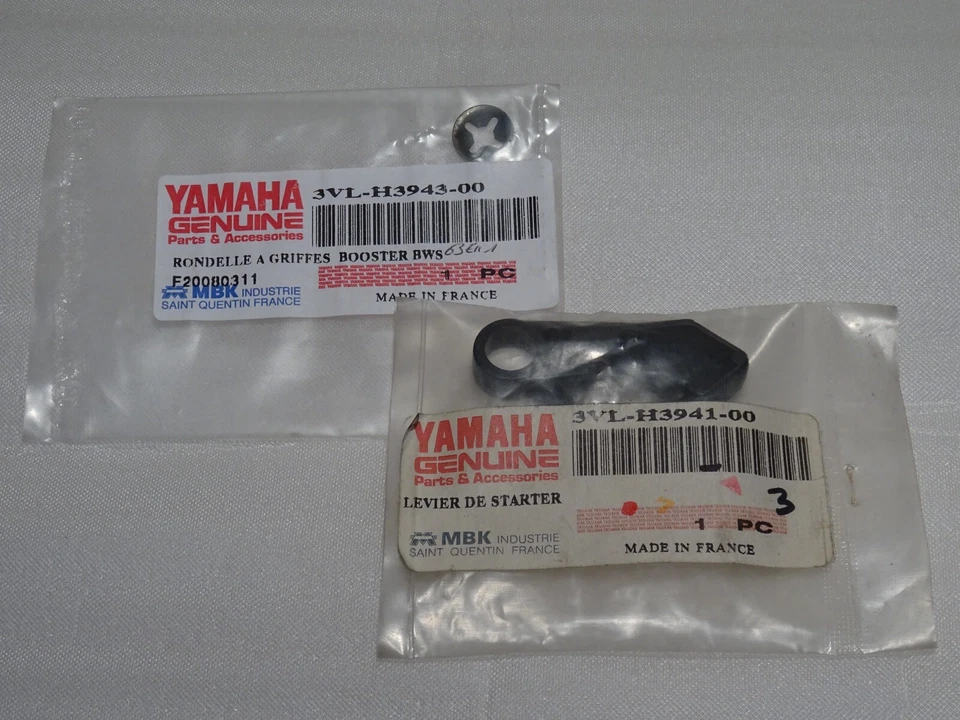 YAMAHA
GENUINE
Parts & Accessories
3VL-H3943-00
RONDELLE A GRIFFES BOOSTER BWS
F20080311
1 PC
MBK INDUSTRIE
SAINT QUENTIN FRANCE
MADE IN FRANCE
YAMAHA
GENUINE
Parts & Accessories
3VL-H3941-00
LEVIER DE STARTER
3
1 PC
MBK INDUSTRIE
SAINT QUENTIN FRANCE
MADE IN FRANCE